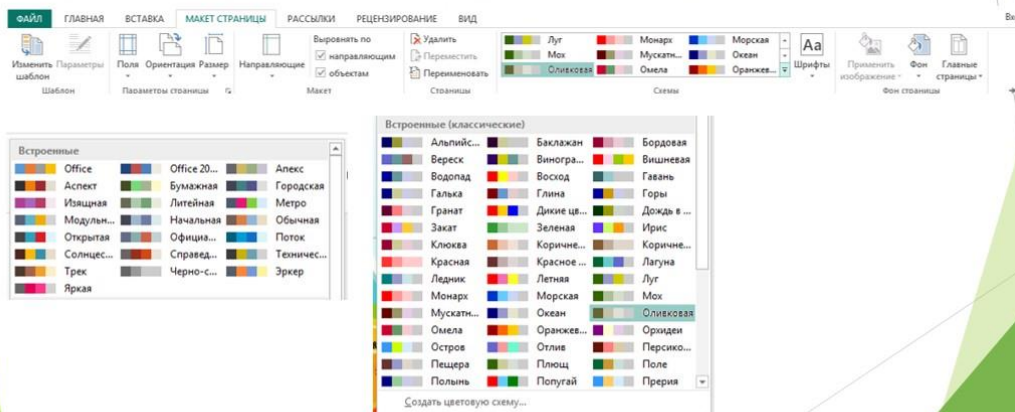 ФАЙЛ ГЛАВНАЯ ВСТАВКА МАКЕТ СТРАНИЦЫ РАССЫЛКИ РЕЦЕНЗИРОВАНИЕ ВИД
Изменить шаблон
Параметры
Шаблон
Поля Ориентация Размер
Параметры страницы
Направляющие
Выровнять по
направляющим
объектам
Макет
Удалить
Переместить
Переименовать
Страницы
Луг Монарх Морская
Мох Мускатн... Океан
Оливковая Омела Оранжев...
Схемы
Aa
Шрифты
Применить изображение
Фон
Главные страницы
Фон страницы
Встроенные
Office Office 20... Апекс
Аспект Бумажная Городская
Изящная Литейная Метро
Модульн... Начальная Обычная
Открытая Официа... Поток
Солнцес... Справед... Техничес...
Трек Черно-с... Эркер
Яркая
Встроенные (классические)
Альпийс... Баклажан Бордовая
Вереск Виногра... Вишневая
Водопад Восход Гавань
Галька Глина Горы
Гранат Дикие цв... Дождь в ...
Закат Зеленая Ирис
Клюква Коричне... Коричне...
Красная Красное ... Лагуна
Ледник Летняя Луг
Монарх Морская Мох
Мускатн... Океан Оливковая
Омела Оранжев... Орхидеи
Остров Отлив Персико...
Пещера Плющ Поле
Полынь Попугай Прерия
Создать цветовую схему...